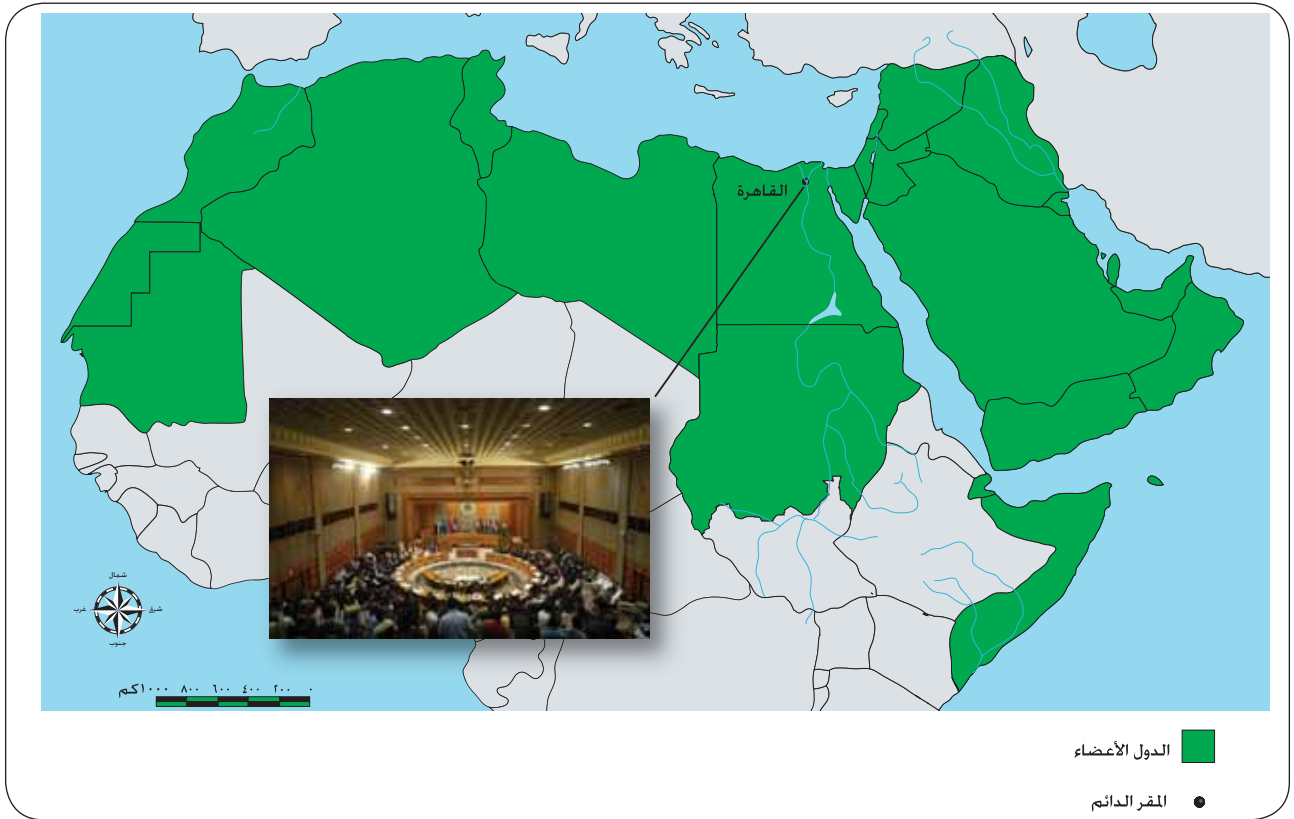 القاهرة
شمال
شرق
غرب
جنوب
٠ ٢٠٠ ٤٠٠ ٦٠٠ ٨٠٠ ١٠٠٠كم
الدول الأعضاء
المقر الدائم